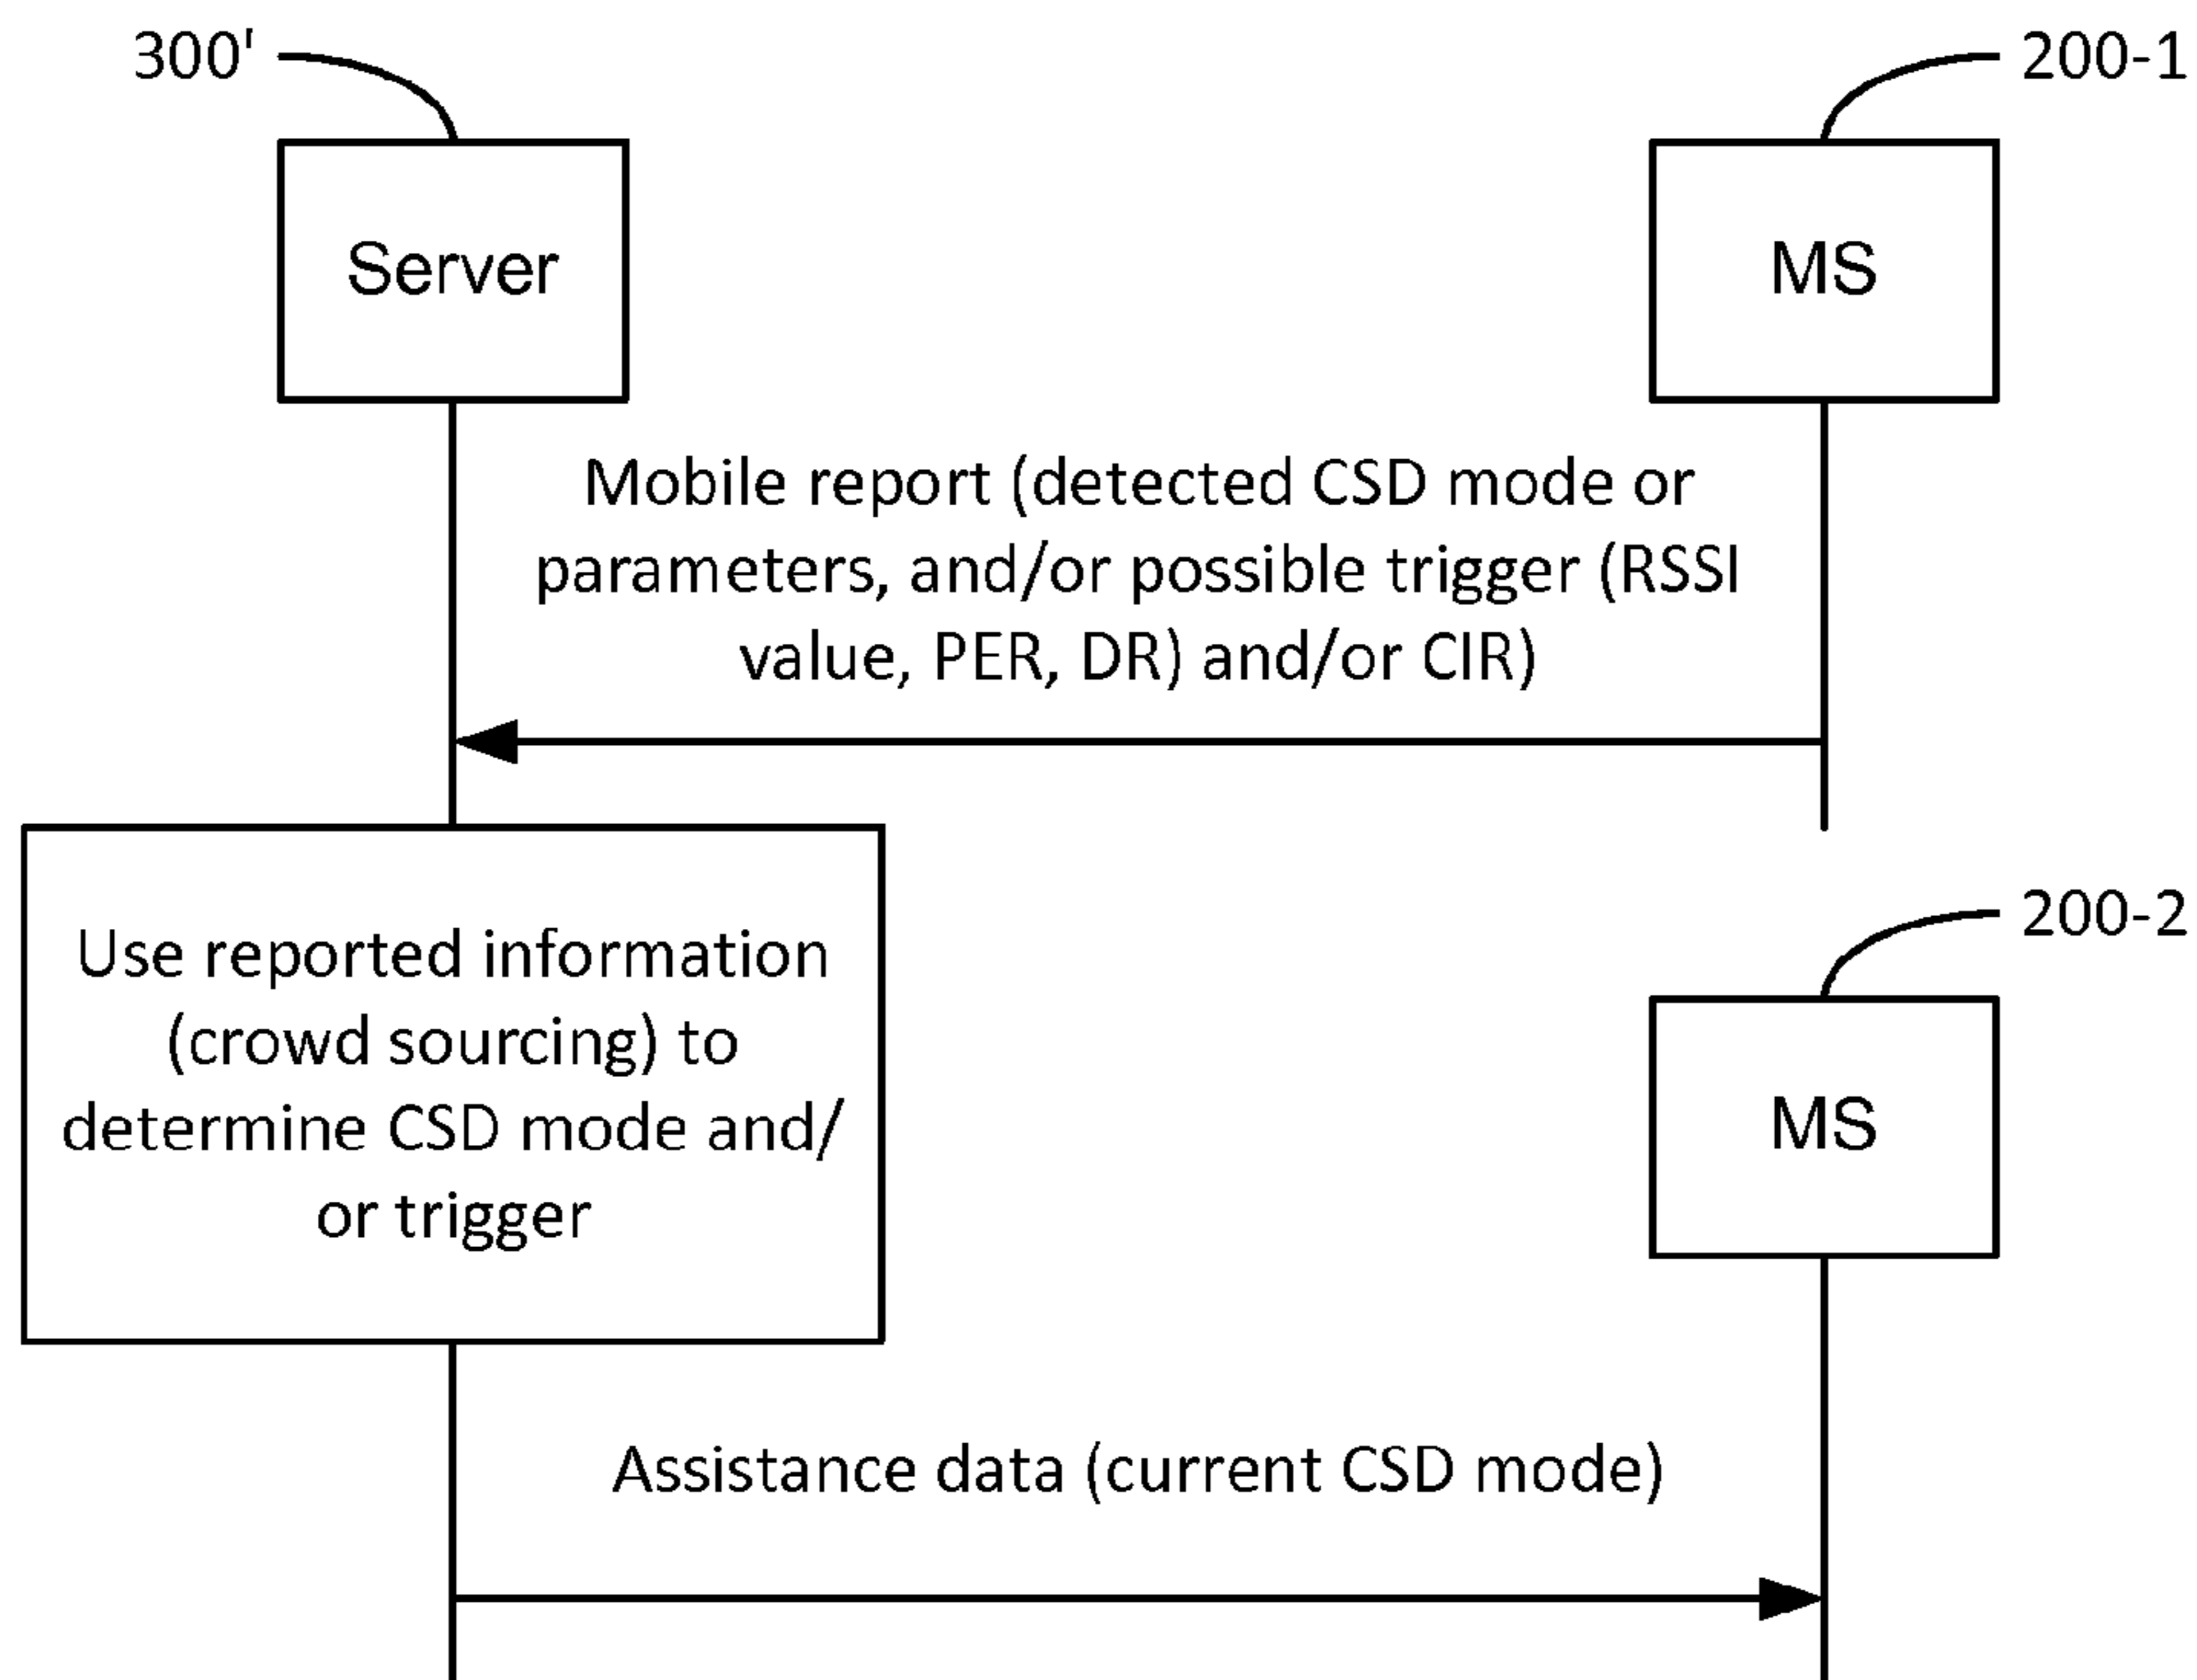 300'
200-1
Server
MS
Mobile report (detected CSD mode or
parameters, and/or possible trigger (RSSI
value, PER, DR) and/or CIR)
Use reported information
(crowd sourcing) to
determine CSD mode and/
or trigger
200-2
MS
Assistance data (current CSD mode)